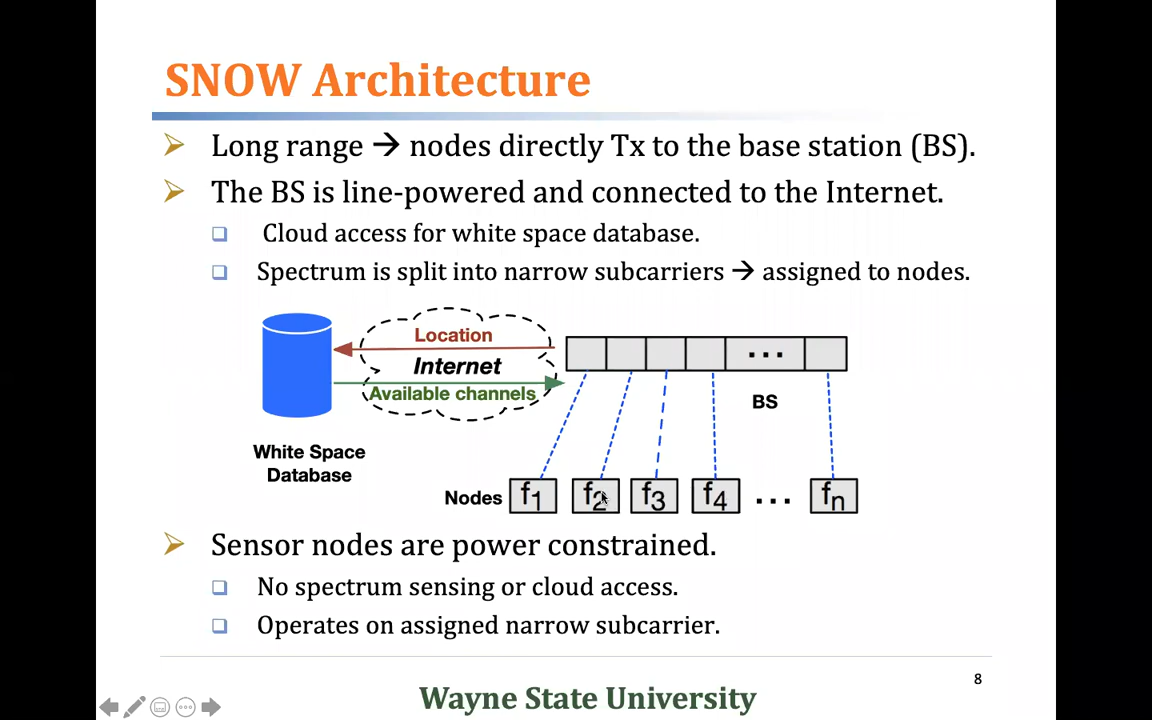 SNOW Architecture
Long range → nodes directly Tx to the base station (BS).
The BS is line-powered and connected to the Internet.
Cloud access for white space database.
Spectrum is split into narrow subcarriers → assigned to nodes.
Location
Internet
Available channels
...
BS
White Space
Database
Nodes
f1
f2
f3
f4
...
fn
Sensor nodes are power constrained.
No spectrum sensing or cloud access.
Operates on assigned narrow subcarrier.
8
Wayne State University